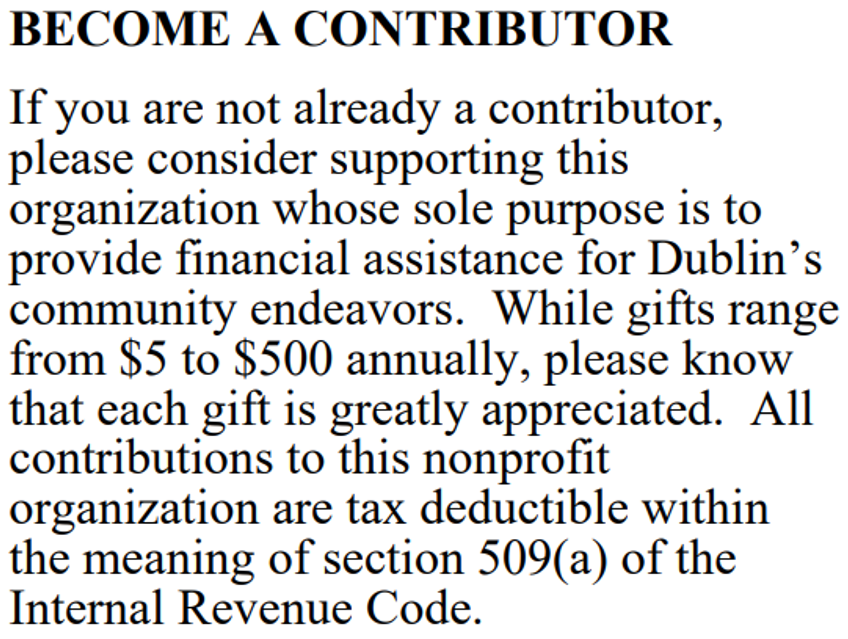 BECOME A CONTRIBUTOR
If you are not already a contributor,
please consider supporting this
organization whose sole purpose is to
provide financial assistance for Dublin’s
community endeavors.  While gifts range
from $5 to $500 annually, please know
that each gift is greatly appreciated.  All
contributions to this nonprofit
organization are tax deductible within
the meaning of section 509(a) of the
Internal Revenue Code.